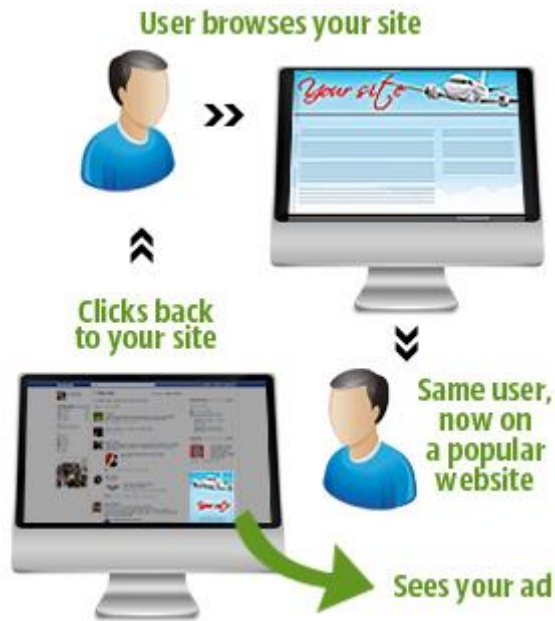 User browses your site
Your site
Clicks back
to your site
Same user,
now on
a popular
website
Sees your ad